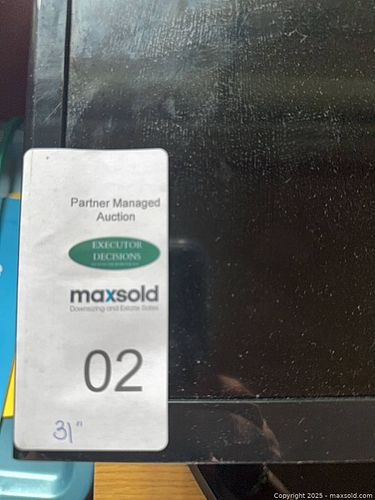 Partner Managed
Auction
EXECUTOR
DECISIONS
maxsold
Downsizing and Estate Sales
02
31"
Copyright 2025 - maxsold.com